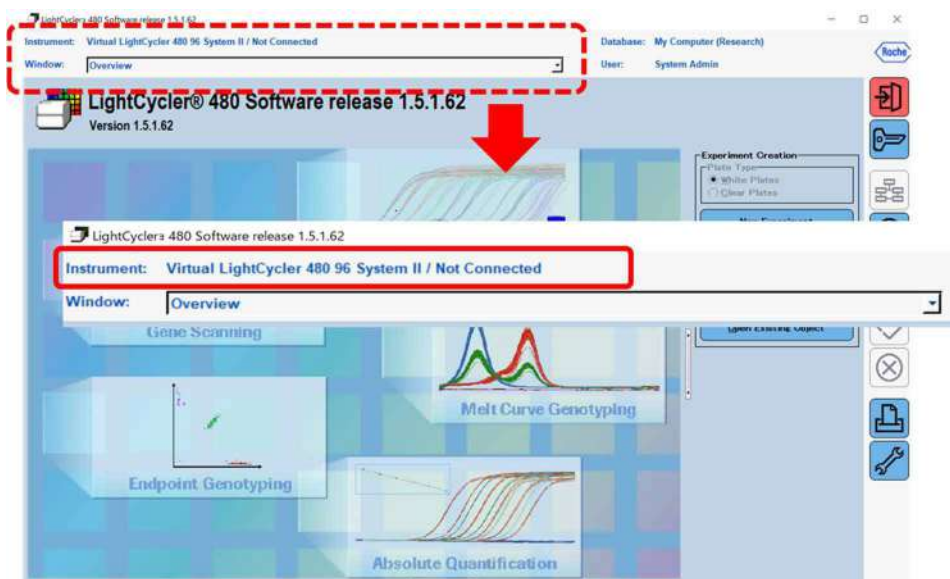 LightCycler® 480 Software release 1.5.1.62
Instrument: Virtual LightCycler 480 96 System II / Not Connected
Database: My Computer (Research)
Window: Overview
User: System Admin
Roche
LightCycler® 480 Software release 1.5.1.62
Version 1.5.1.62
Experiment Creation
Plate Type
White Plates
Clear Plates
New Experiment
LightCycler® 480 Software release 1.5.1.62
Instrument: Virtual LightCycler 480 96 System II / Not Connected
Window: Overview
Gene Scanning
Open Existing Object
Melt Curve Genotyping
Endpoint Genotyping
Absolute Quantification